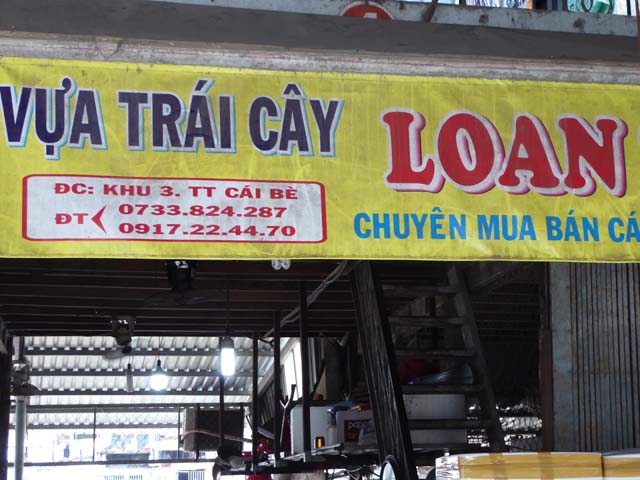 VỰA TRÁI CÂY LOAN
ĐC: KHU 3. TT CÁI BÈ
ĐT 0733.824.287
0917.22.44.70
CHUYÊN MUA BÁN